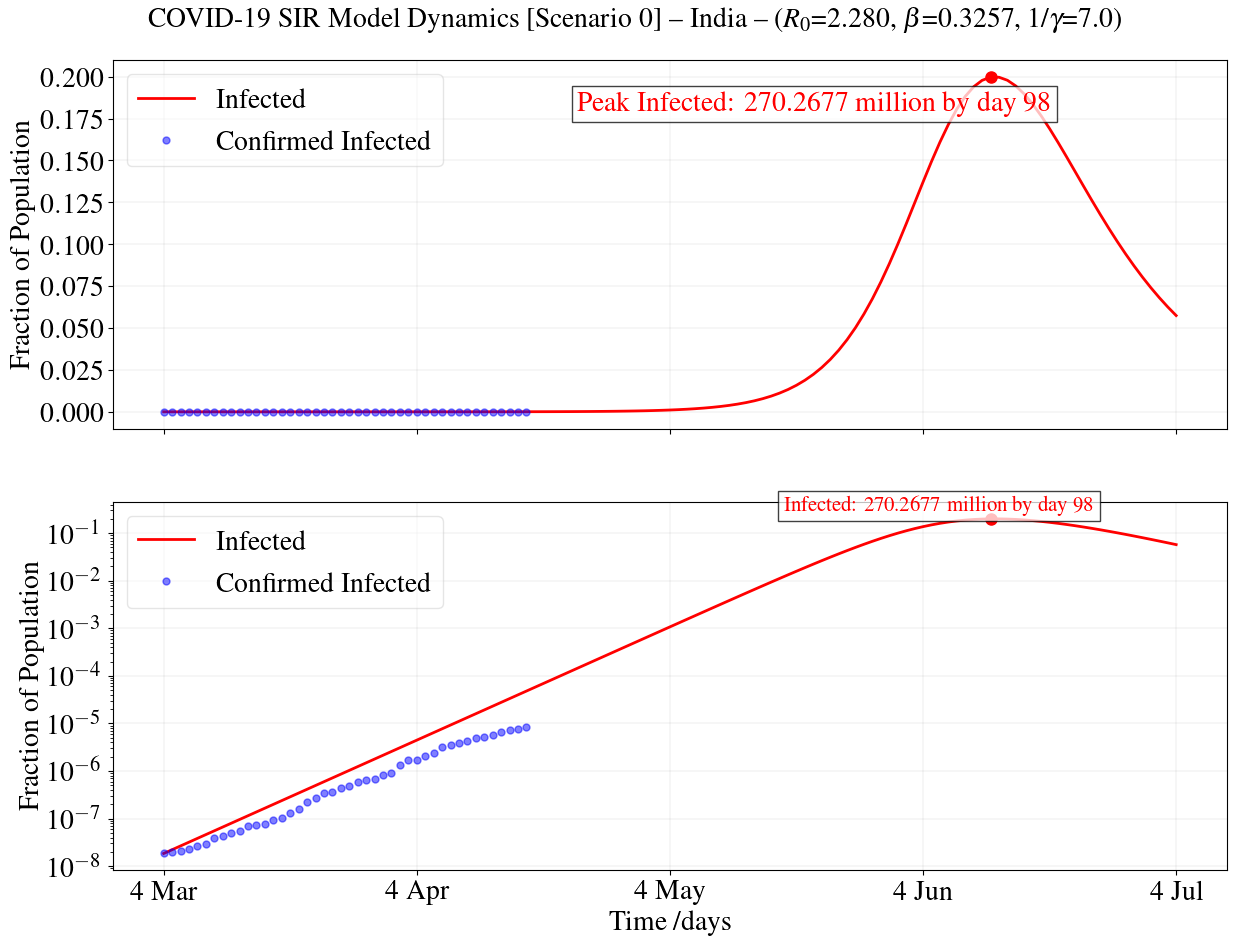 COVID-19 SIR Model Dynamics [Scenario 0] – India – (R₀=2.280, β=0.3257, 1/γ=7.0)
Fraction of Population
0.200
0.175
0.150
0.125
0.100
0.075
0.050
0.025
0.000
Infected
Confirmed Infected
Peak Infected: 270.2677 million by day 98
Fraction of Population
10⁻¹
10⁻²
10⁻³
10⁻⁴
10⁻⁵
10⁻⁶
10⁻⁷
10⁻⁸
Infected
Confirmed Infected
Infected: 270.2677 million by day 98
4 Mar
4 Apr
4 May
4 Jun
4 Jul
Time /days